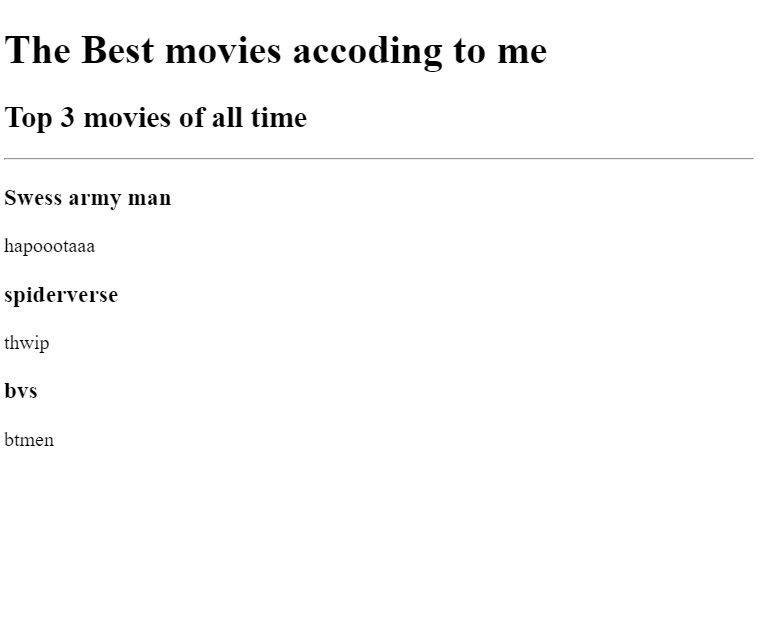 The Best movies accoding to me
Top 3 movies of all time
Swess army man
hapoootaaa
spiderverse
thwip
bvs
btmen